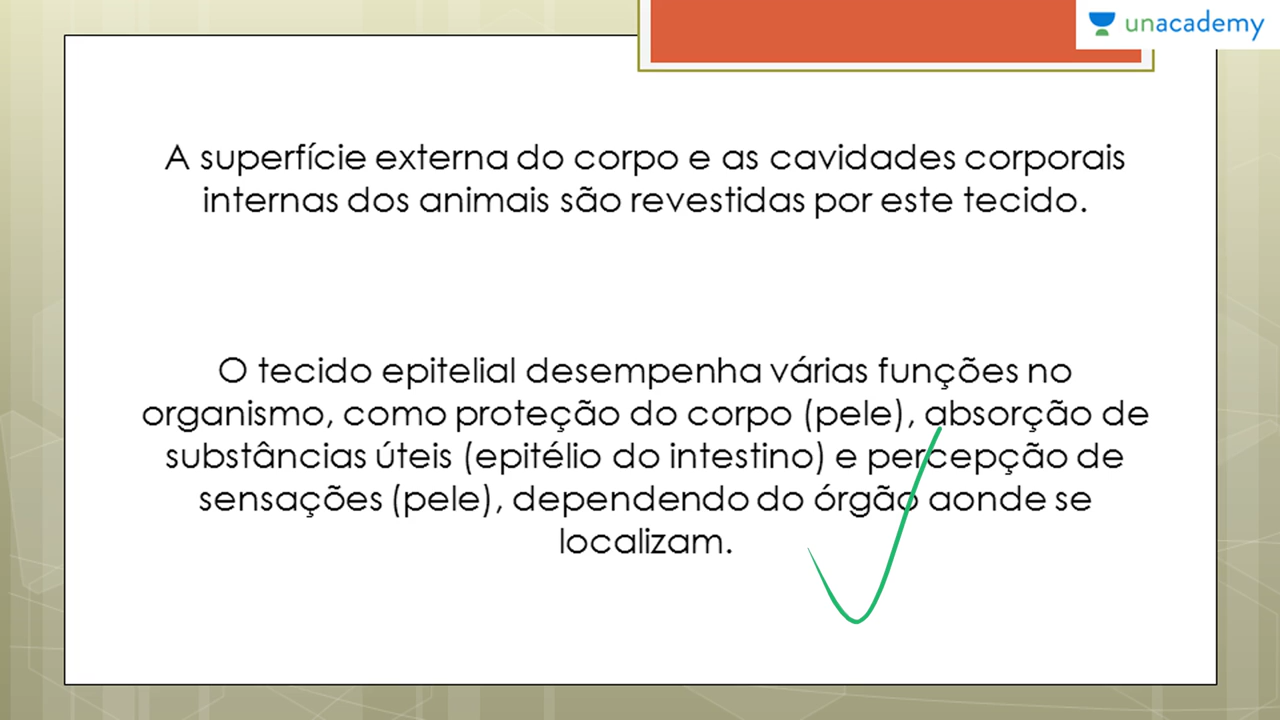 unacademy
A superfície externa do corpo e as cavidades corporais
internas dos animais são revestidas por este tecido.
O tecido epitelial desempenha várias funções no
organismo, como proteção do corpo (pele), absorção de
substâncias úteis (epitélio do intestino) e percepção de
sensações (pele), dependendo do órgão aonde se
localizam.